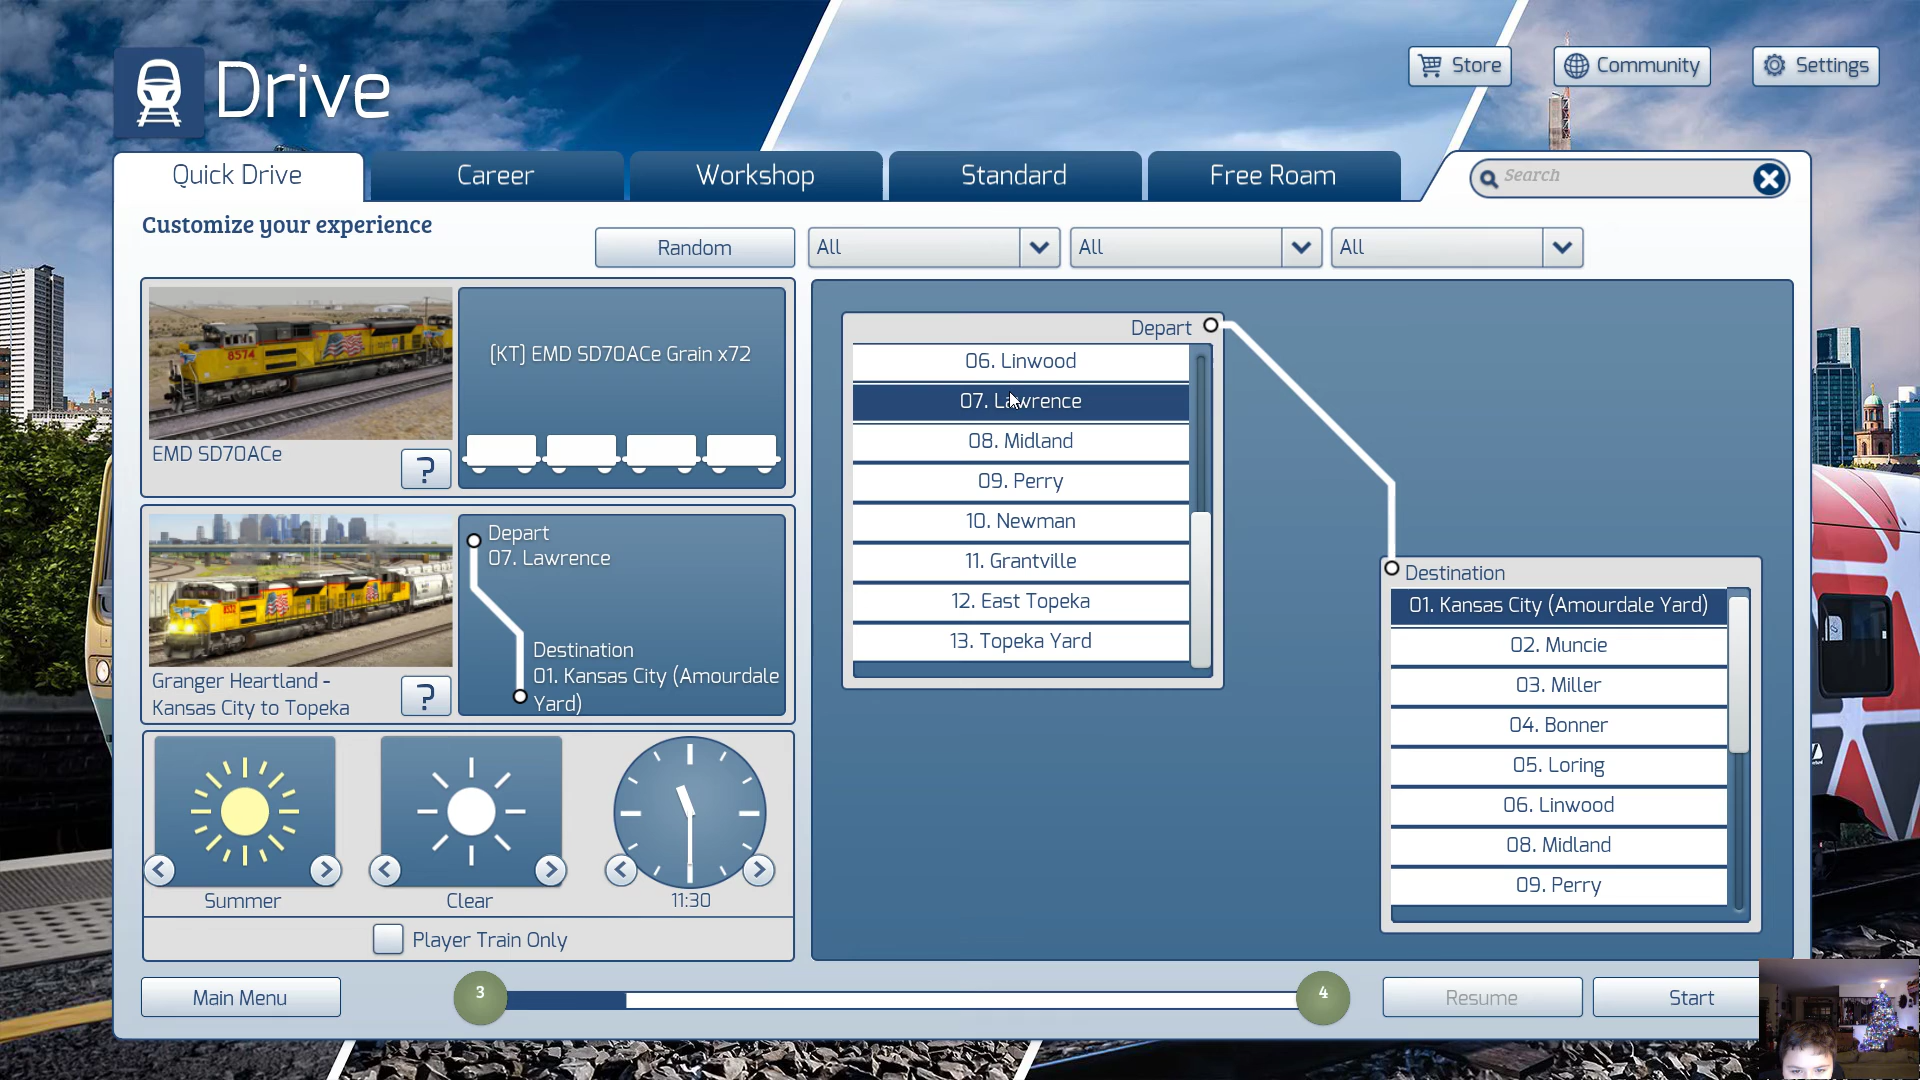 Drive
Store
Community
Settings
Quick Drive
Career
Workshop
Standard
Free Roam
Search
Customize your experience
Random
All
All
All
8574
[KT] EMD SD70ACe Grain x72
EMD SD70ACe
?
Depart
07. Lawrence
Destination
01. Kansas City (Amourdale
Yard)
Granger Heartland -
Kansas City to Topeka
?
Summer
Clear
11:30
Player Train Only
Depart
06. Linwood
07. Lawrence
08. Midland
09. Perry
10. Newman
11. Grantville
12. East Topeka
13. Topeka Yard
Destination
01. Kansas City (Amourdale Yard)
02. Muncie
03. Miller
04. Bonner
05. Loring
06. Linwood
08. Midland
09. Perry
Main Menu
3
4
Resume
Start